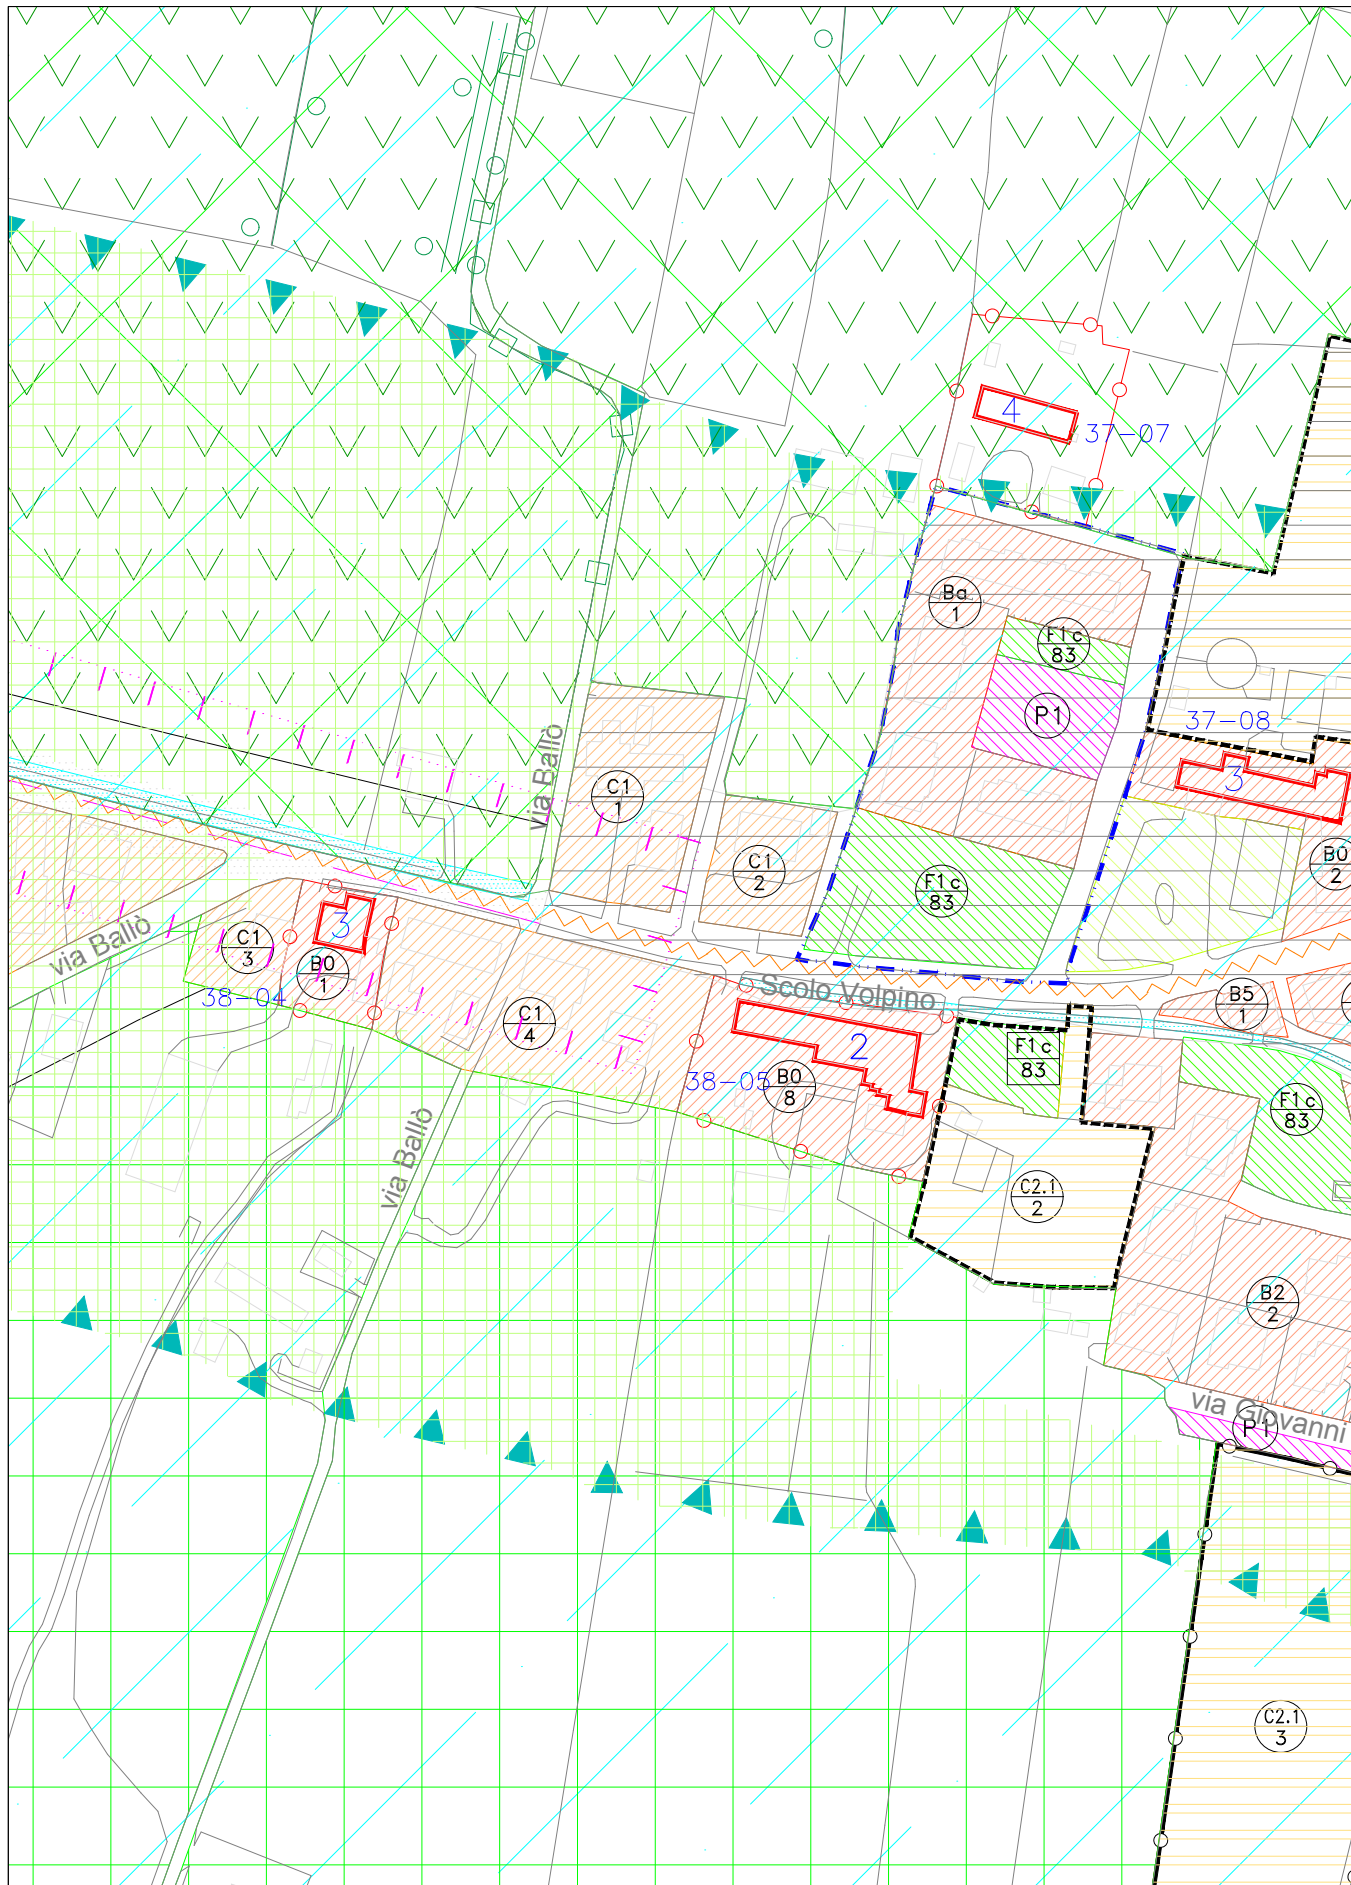 4
37-07
Ba
1
F1c
83
P1
37-08
3
via Ballò
C1
1
C1
2
F1c
83
B0
2
via Ballò
C1
3
3
B0
1
38-04
C1
4
Scolo Volpino
2
38-05
B0
8
B5
1
F1c
83
F1c
83
via Ballò
C2.1
2
B2
2
via Giovanni
P1
C2.1
3